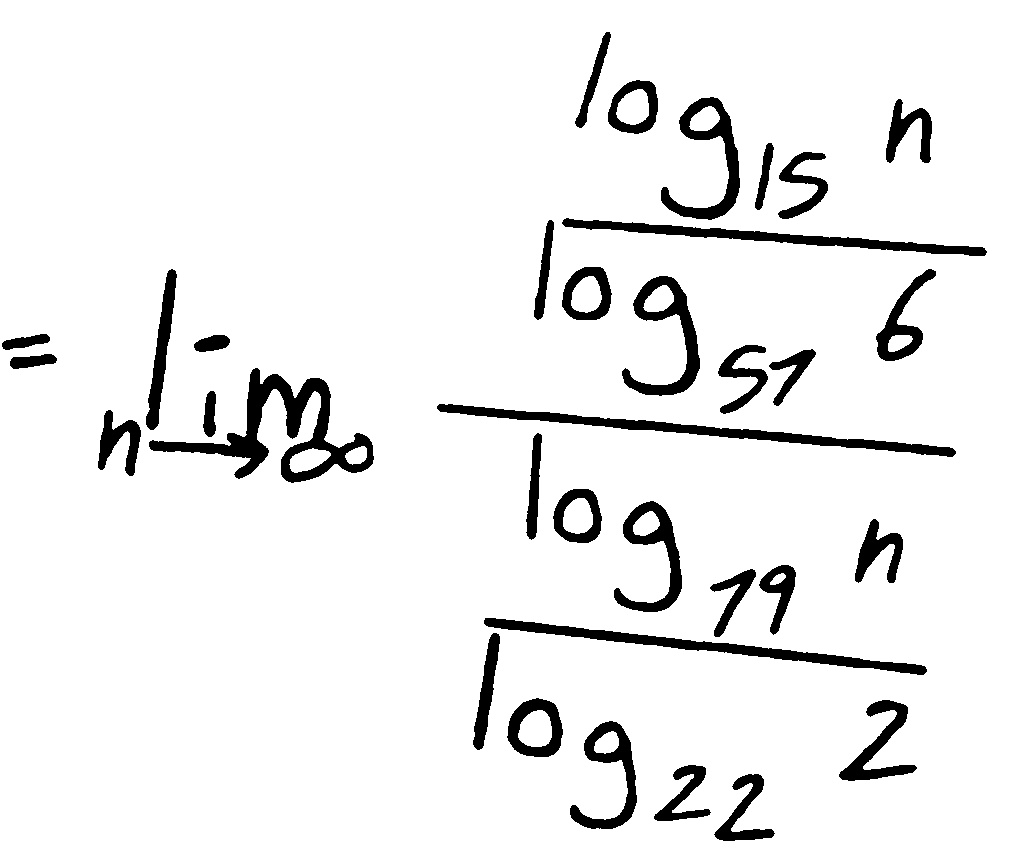 log₁₅ n
log₅₇ 6
= lim
n→∞
log₇₉ n
log₂₂ 2